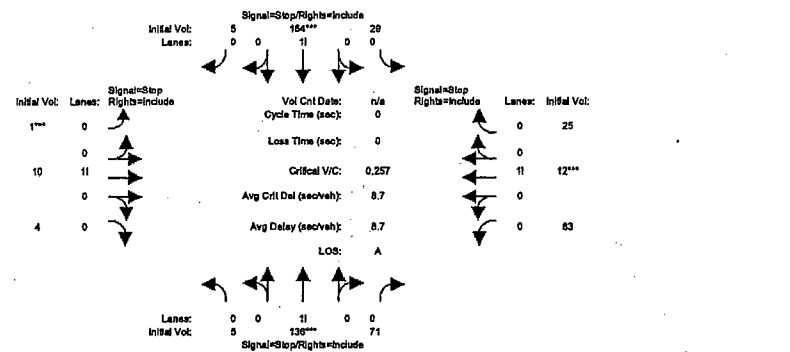 Signal=Stop/Rights=Include
Initial Vol: 5 164*** 29
Lanes: 0 0 1! 0 0
Signal=Stop Signal=Stop
Initial Vol: Lanes: Rights=Include Vol Cnt Date: n/a Rights=Include Lanes: Initial Vol:
Cycle Time (sec): 0
1*** 0 0 25
Loss Time (sec): 0
0 0
10 1! Critical V/C: 0.257 1! 12***
0 Avg Crit Del (sec/veh): 8.7 0
4 0 Avg Delay (sec/veh): 8.7 0 63
LOS: A
Lanes: 0 0 1! 0 0
Initial Vol: 5 136*** 71
Signal=Stop/Rights=Include